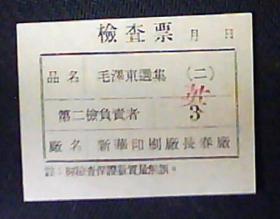 檢查票 月 日
品名 毛澤東選集 (二)
第二檢負責者 3
廠名 新華印刷廠長春廠